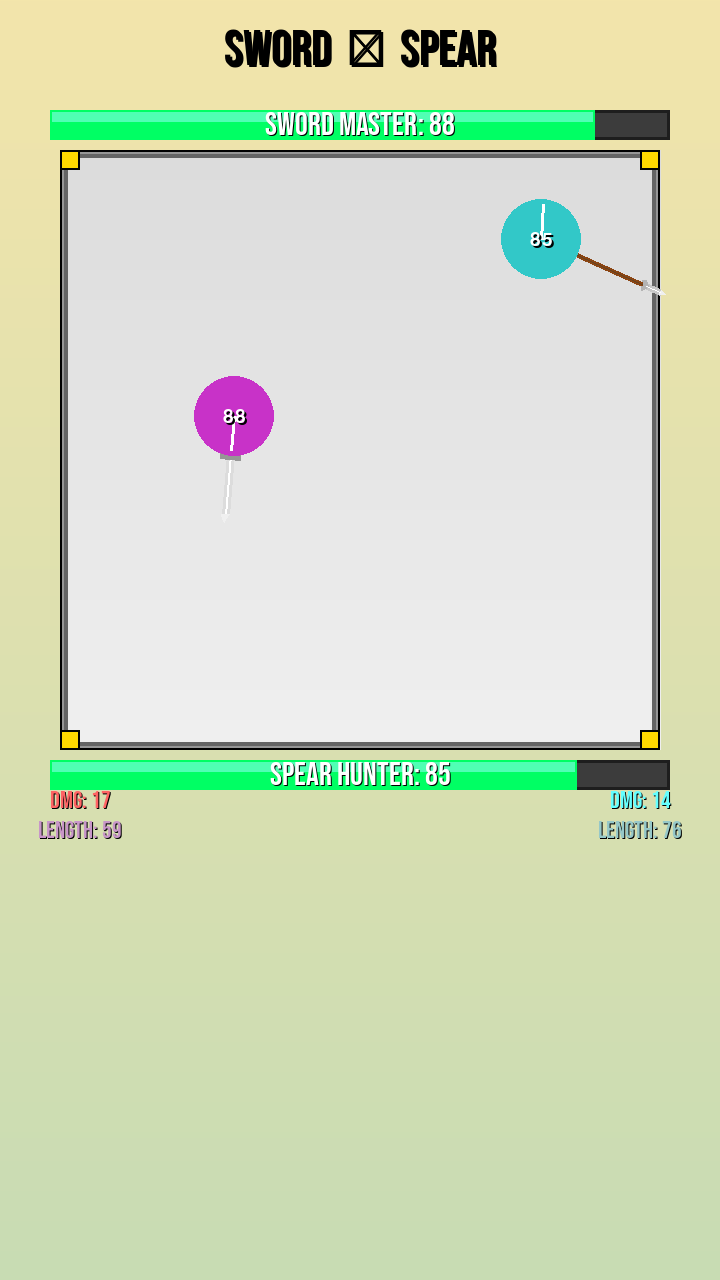 SWORD SPEAR
SWORD MASTER: 88
85
88
SPEAR HUNTER: 85
DMG: 17 DMG: 14
LENGTH: 59 LENGTH: 76